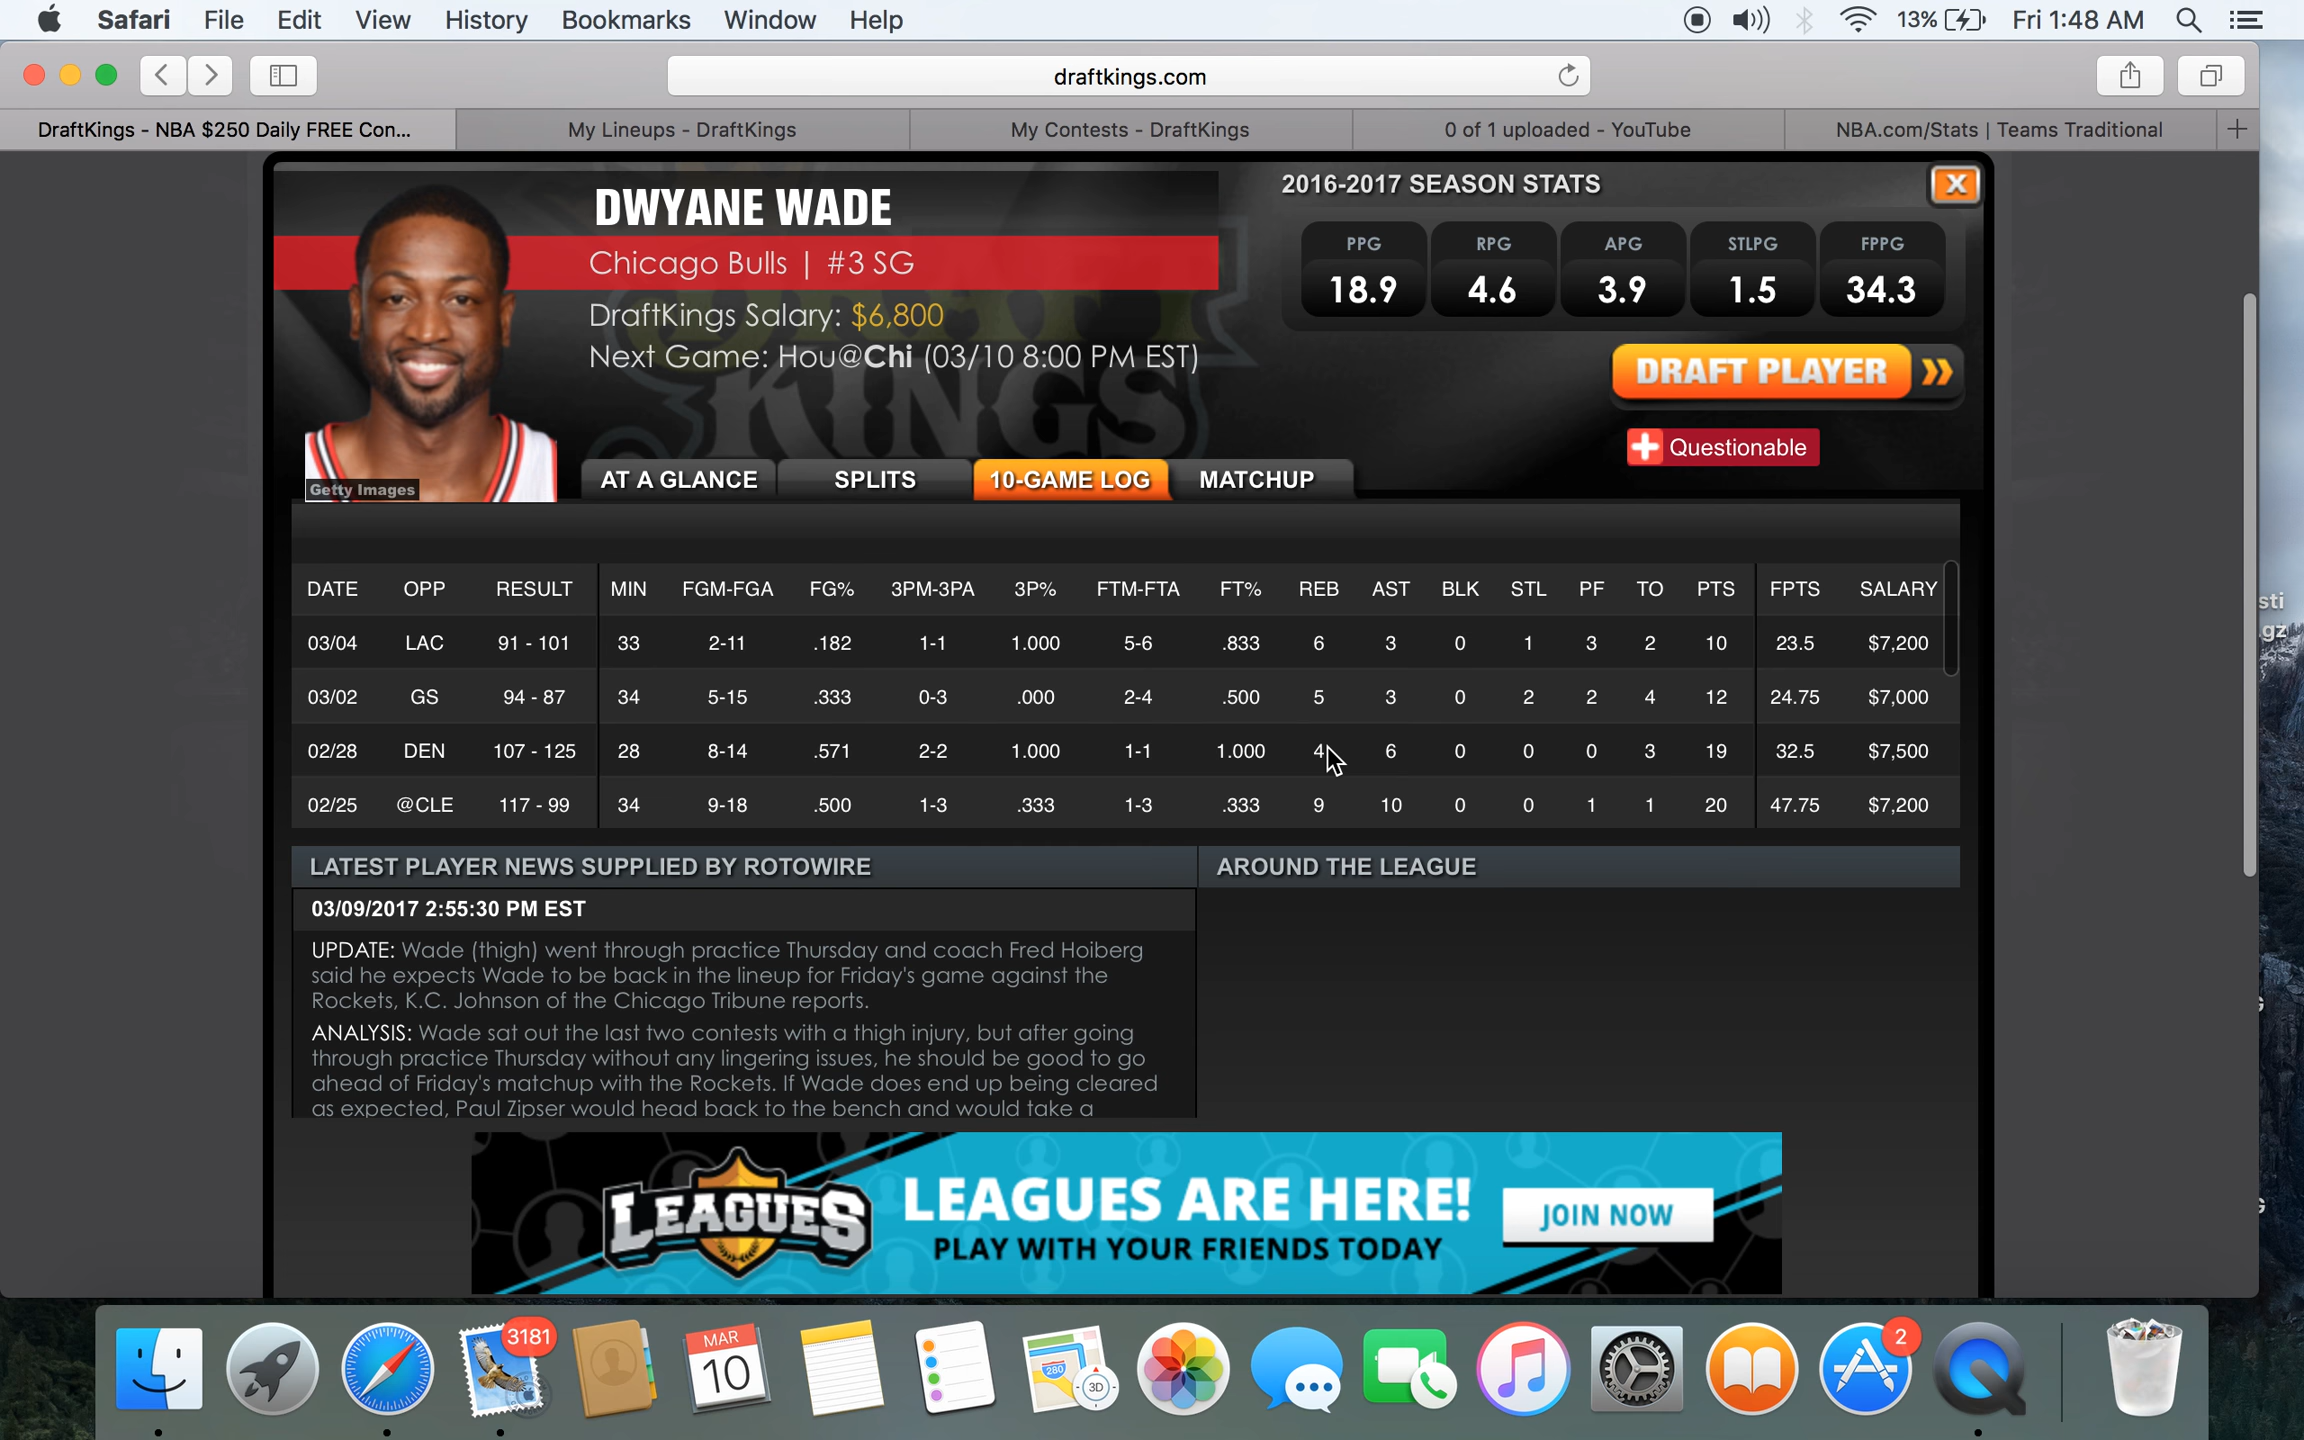 Safari File Edit View History Bookmarks Window Help
13% Fri 1:48 AM
draftkings.com
DraftKings - NBA $250 Daily FREE Con...
My Lineups - DraftKings
My Contests - DraftKings
0 of 1 uploaded - YouTube
NBA.com/Stats | Teams Traditional
DWYANE WADE
Chicago Bulls | #3 SG
DraftKings Salary: $6,800
Next Game: Hou@Chi (03/10 8:00 PM EST)
Getty Images
KINGS
2016-2017 SEASON STATS
X
PPG RPG APG STLPG FPPG
18.9 4.6 3.9 1.5 34.3
DRAFT PLAYER
Questionable
AT A GLANCE SPLITS 10-GAME LOG MATCHUP
DATE OPP RESULT MIN FGM-FGA FG% 3PM-3PA 3P% FTM-FTA FT% REB AST BLK STL PF TO PTS FPTS SALARY
03/04 LAC 91 - 101 33 2-11 .182 1-1 1.000 5-6 .833 6 3 0 1 3 2 10 23.5 $7,200
03/02 GS 94 - 87 34 5-15 .333 0-3 .000 2-4 .500 5 3 0 2 2 4 12 24.75 $7,000
02/28 DEN 107 - 125 28 8-14 .571 2-2 1.000 1-1 1.000 4 6 0 0 0 3 19 32.5 $7,500
02/25 @CLE 117 - 99 34 9-18 .500 1-3 .333 1-3 .333 9 10 0 0 1 1 20 47.75 $7,200
LATEST PLAYER NEWS SUPPLIED BY ROTOWIRE
AROUND THE LEAGUE
03/09/2017 2:55:30 PM EST
UPDATE: Wade (thigh) went through practice Thursday and coach Fred Hoiberg
said he expects Wade to be back in the lineup for Friday's game against the
Rockets, K.C. Johnson of the Chicago Tribune reports.
ANALYSIS: Wade sat out the last two contests with a thigh injury, but after going
through practice Thursday without any lingering issues, he should be good to go
ahead of Friday's matchup with the Rockets. If Wade does end up being cleared
as expected, Paul Zipser would head back to the bench and would take a
LEAGUES
LEAGUES ARE HERE!
PLAY WITH YOUR FRIENDS TODAY
JOIN NOW
sti
.gz
3181
MAR
10
280
3D
2